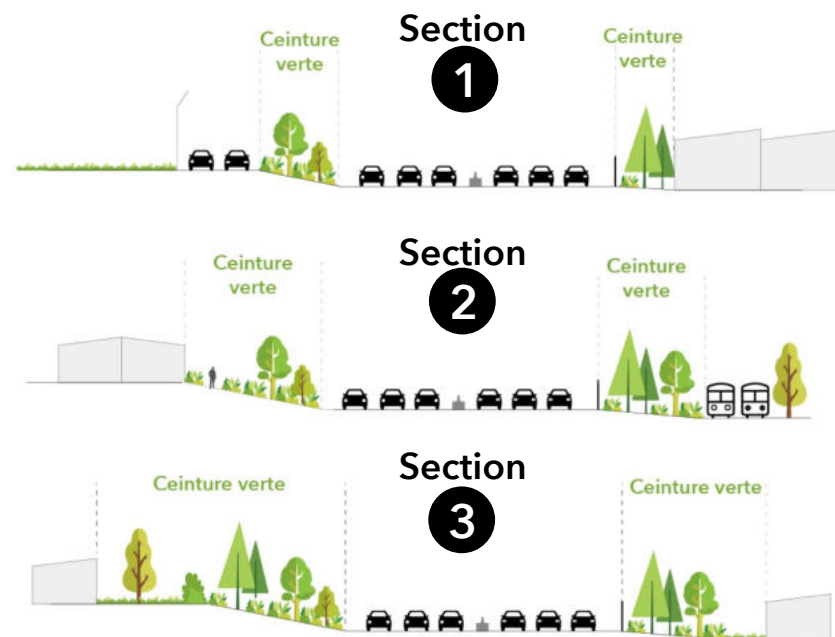 Section
1
Ceinture
verte
Ceinture
verte
Section
2
Ceinture
verte
Ceinture
verte
Section
3
Ceinture verte
Ceinture verte